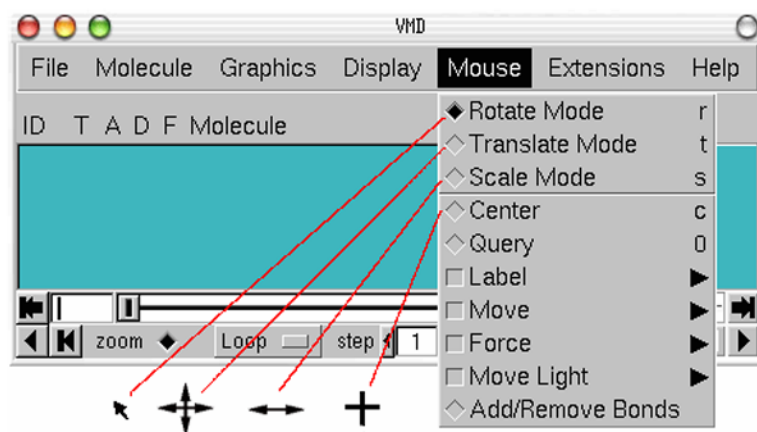 VMD
File Molecule Graphics Display Mouse Extensions Help
ID T A D F Molecule
Rotate Mode r
Translate Mode t
Scale Mode s
Center c
Query 0
Label
Move
Force
Move Light
Add/Remove Bonds
zoom Loop step 1